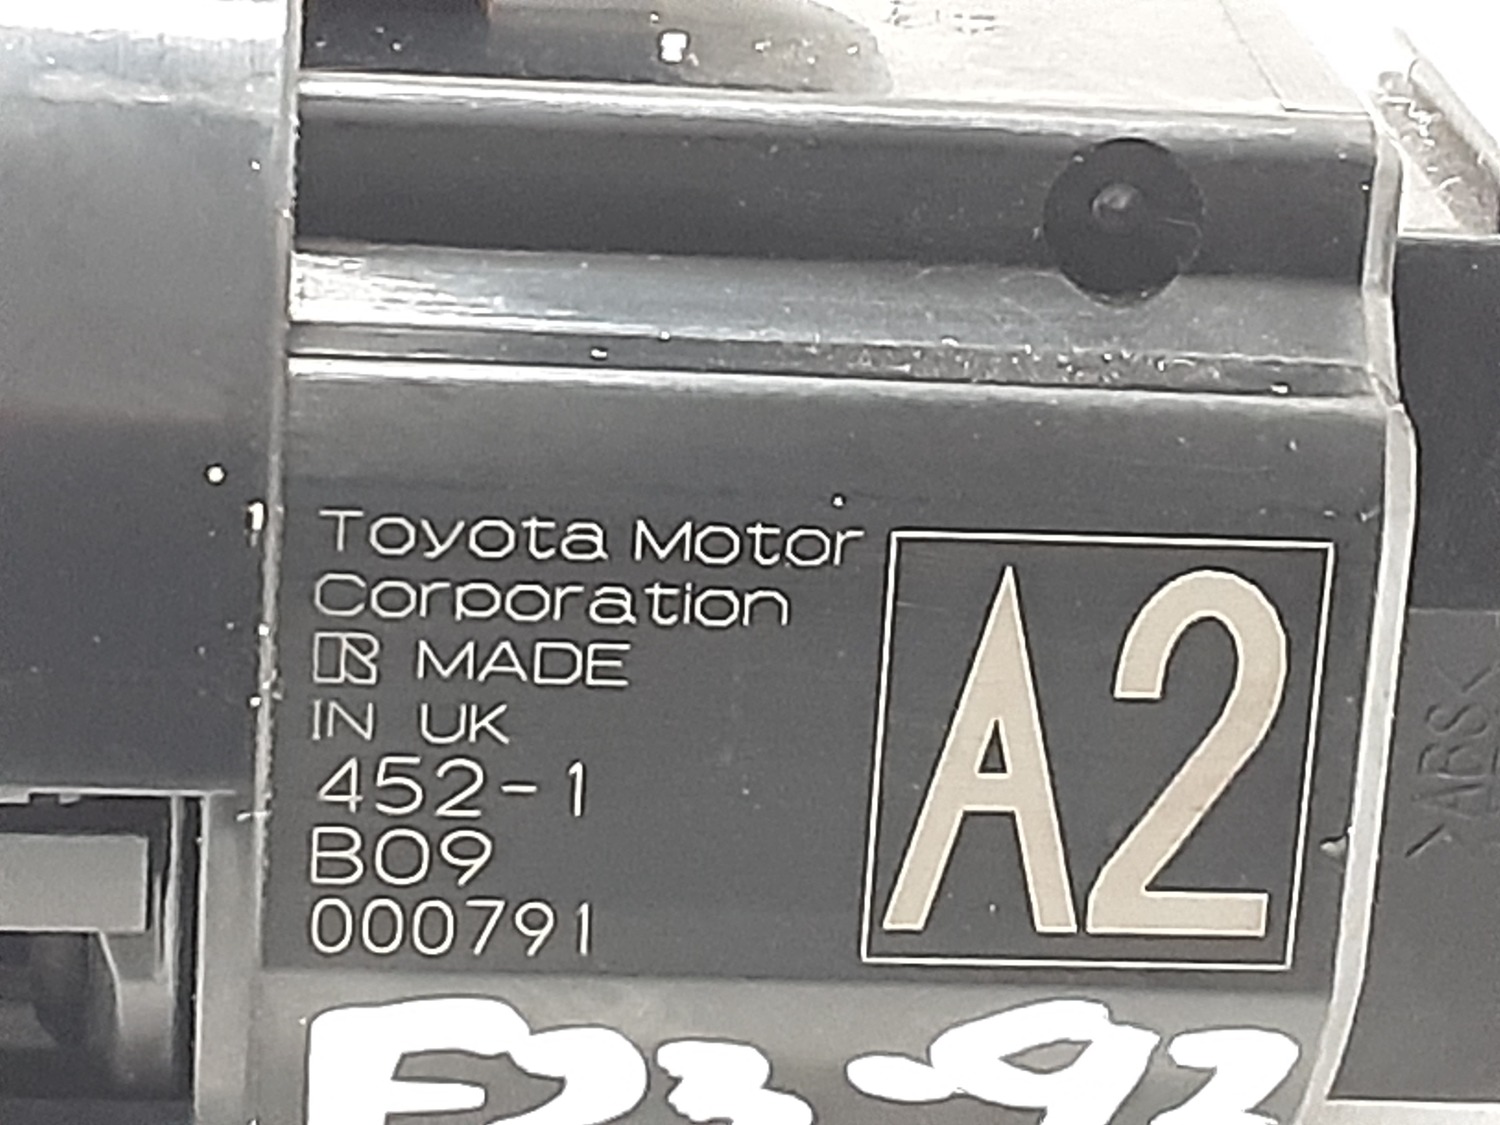 Toyota Motor
Corporation
R MADE
IN UK
452-1
B09
000791
A2
>ABS<